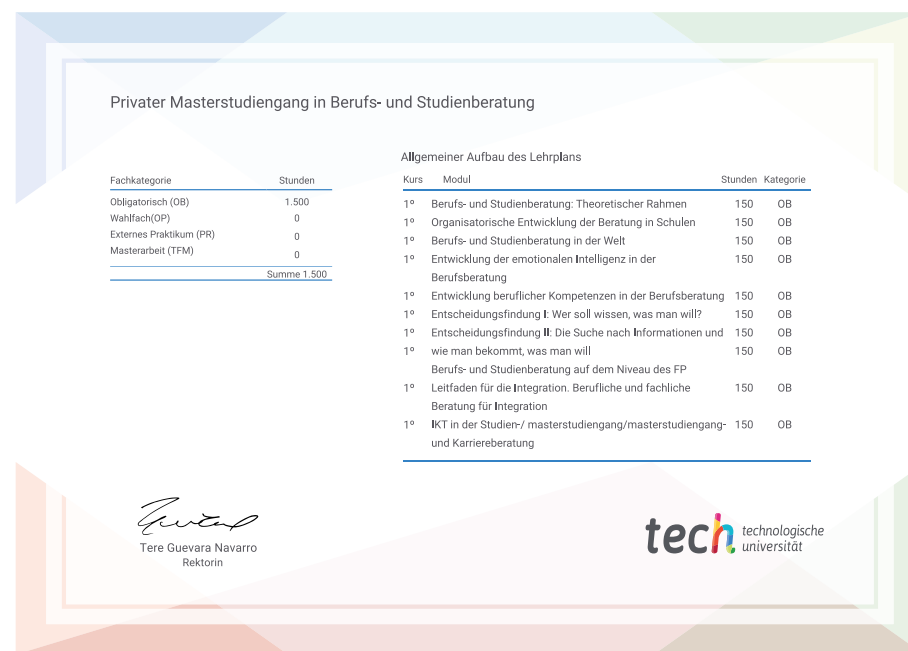 Privater Masterstudiengang in Berufs- und Studienberatung
Fachkategorie Stunden
Obligatorisch (OB) 1.500
Wahlfach(OP) 0
Externes Praktikum (PR) 0
Masterarbeit (TFM) 0
Summe 1.500
Allgemeiner Aufbau des Lehrplans
Kurs Modul Stunden Kategorie
1º Berufs- und Studienberatung: Theoretischer Rahmen 150 OB
1º Organisatorische Entwicklung der Beratung in Schulen 150 OB
1º Berufs- und Studienberatung in der Welt 150 OB
1º Entwicklung der emotionalen Intelligenz in der 150 OB
Berufsberatung
1º Entwicklung beruflicher Kompetenzen in der Berufsberatung 150 OB
1º Entscheidungsfindung I: Wer soll wissen, was man will? 150 OB
1º Entscheidungsfindung II: Die Suche nach Informationen und 150 OB
1º wie man bekommt, was man will 150 OB
Berufs- und Studienberatung auf dem Niveau des FP
1º Leitfaden für die Integration. Berufliche und fachliche 150 OB
Beratung für Integration
1º IKT in der Studien-/ masterstudiengang/masterstudiengang- 150 OB
und Karriereberatung
Tere Guevara Navarro
Rektorin
tech technologische
universität